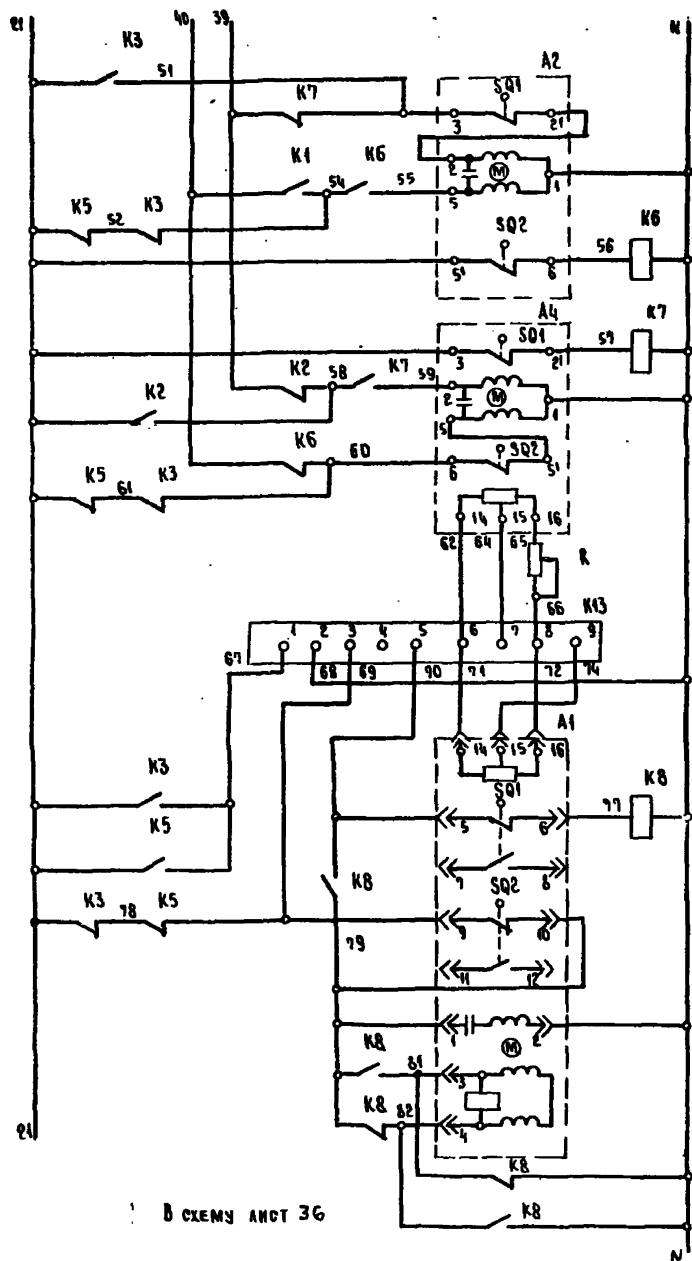 21 40 39 N
K3 51
K7 3 SQ1 21 A2
K1 54 K6 55 2 M 1
5
K5 52 K3
SQ2
51 6 56 K6
A4
3 SQ1 21 57 K7
K2 58 K7 59 2 M 1
K2 5
K6 60 6 SQ2 51
K5 61 K3
14 15 16
62 64 65
R
66
K13
1 2 3 4 5 6 7 8 9
67 68 69 90 71 72 74
A1
14 15 16
K3 SQ1 K8
5 6 77
K5
7 8
K8 SQ2
K3 78 K5 9 10
79
11 12
1 2
M
K8 81 3
K8 82 4
21
K8
K8
В СХЕМУ ЛИСТ 36
N